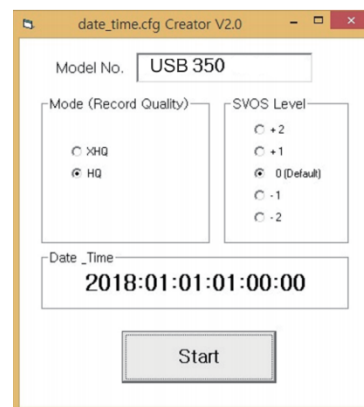 date_time.cfg Creator V2.0
Model No. USB 350
Mode (Record Quality)
XHQ
HQ
SVOS Level
+2
+1
0 (Default)
-1
-2
Date _Time
2018:01:01:01:00:00
Start